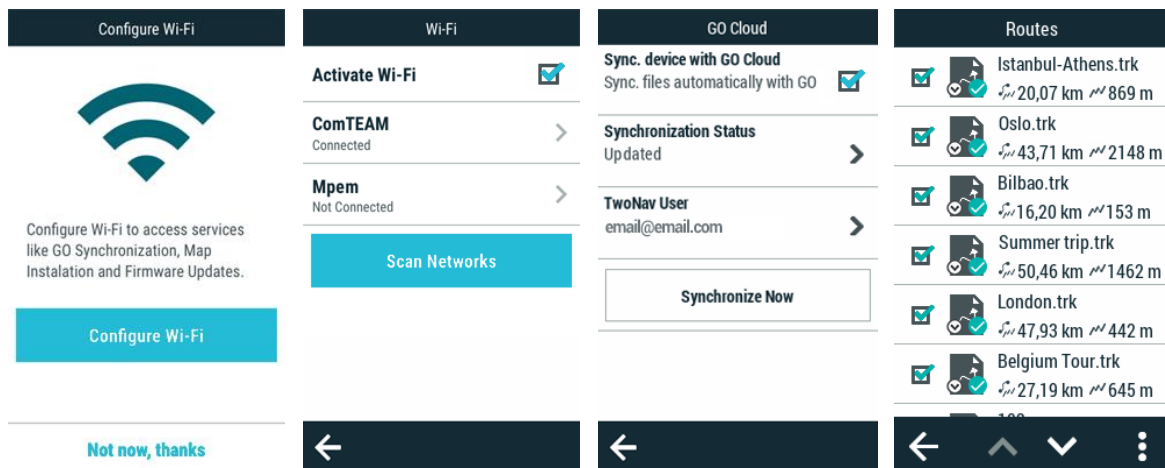 Configure Wi-Fi
Configure Wi-Fi to access services
like GO Synchronization, Map
Instalation and Firmware Updates.
Configure Wi-Fi
Not now, thanks
Wi-Fi
Activate Wi-Fi
ComTEAM
Connected
Mpem
Not Connected
Scan Networks
GO Cloud
Sync. device with GO Cloud
Sync. files automatically with GO
Synchronization Status
Updated
TwoNav User
email@email.com
Synchronize Now
Routes
Istanbul-Athens.trk
20,07 km 869 m
Oslo.trk
43,71 km 2148 m
Bilbao.trk
16,20 km 153 m
Summer trip.trk
50,46 km 1462 m
London.trk
47,93 km 442 m
Belgium Tour.trk
27,19 km 645 m